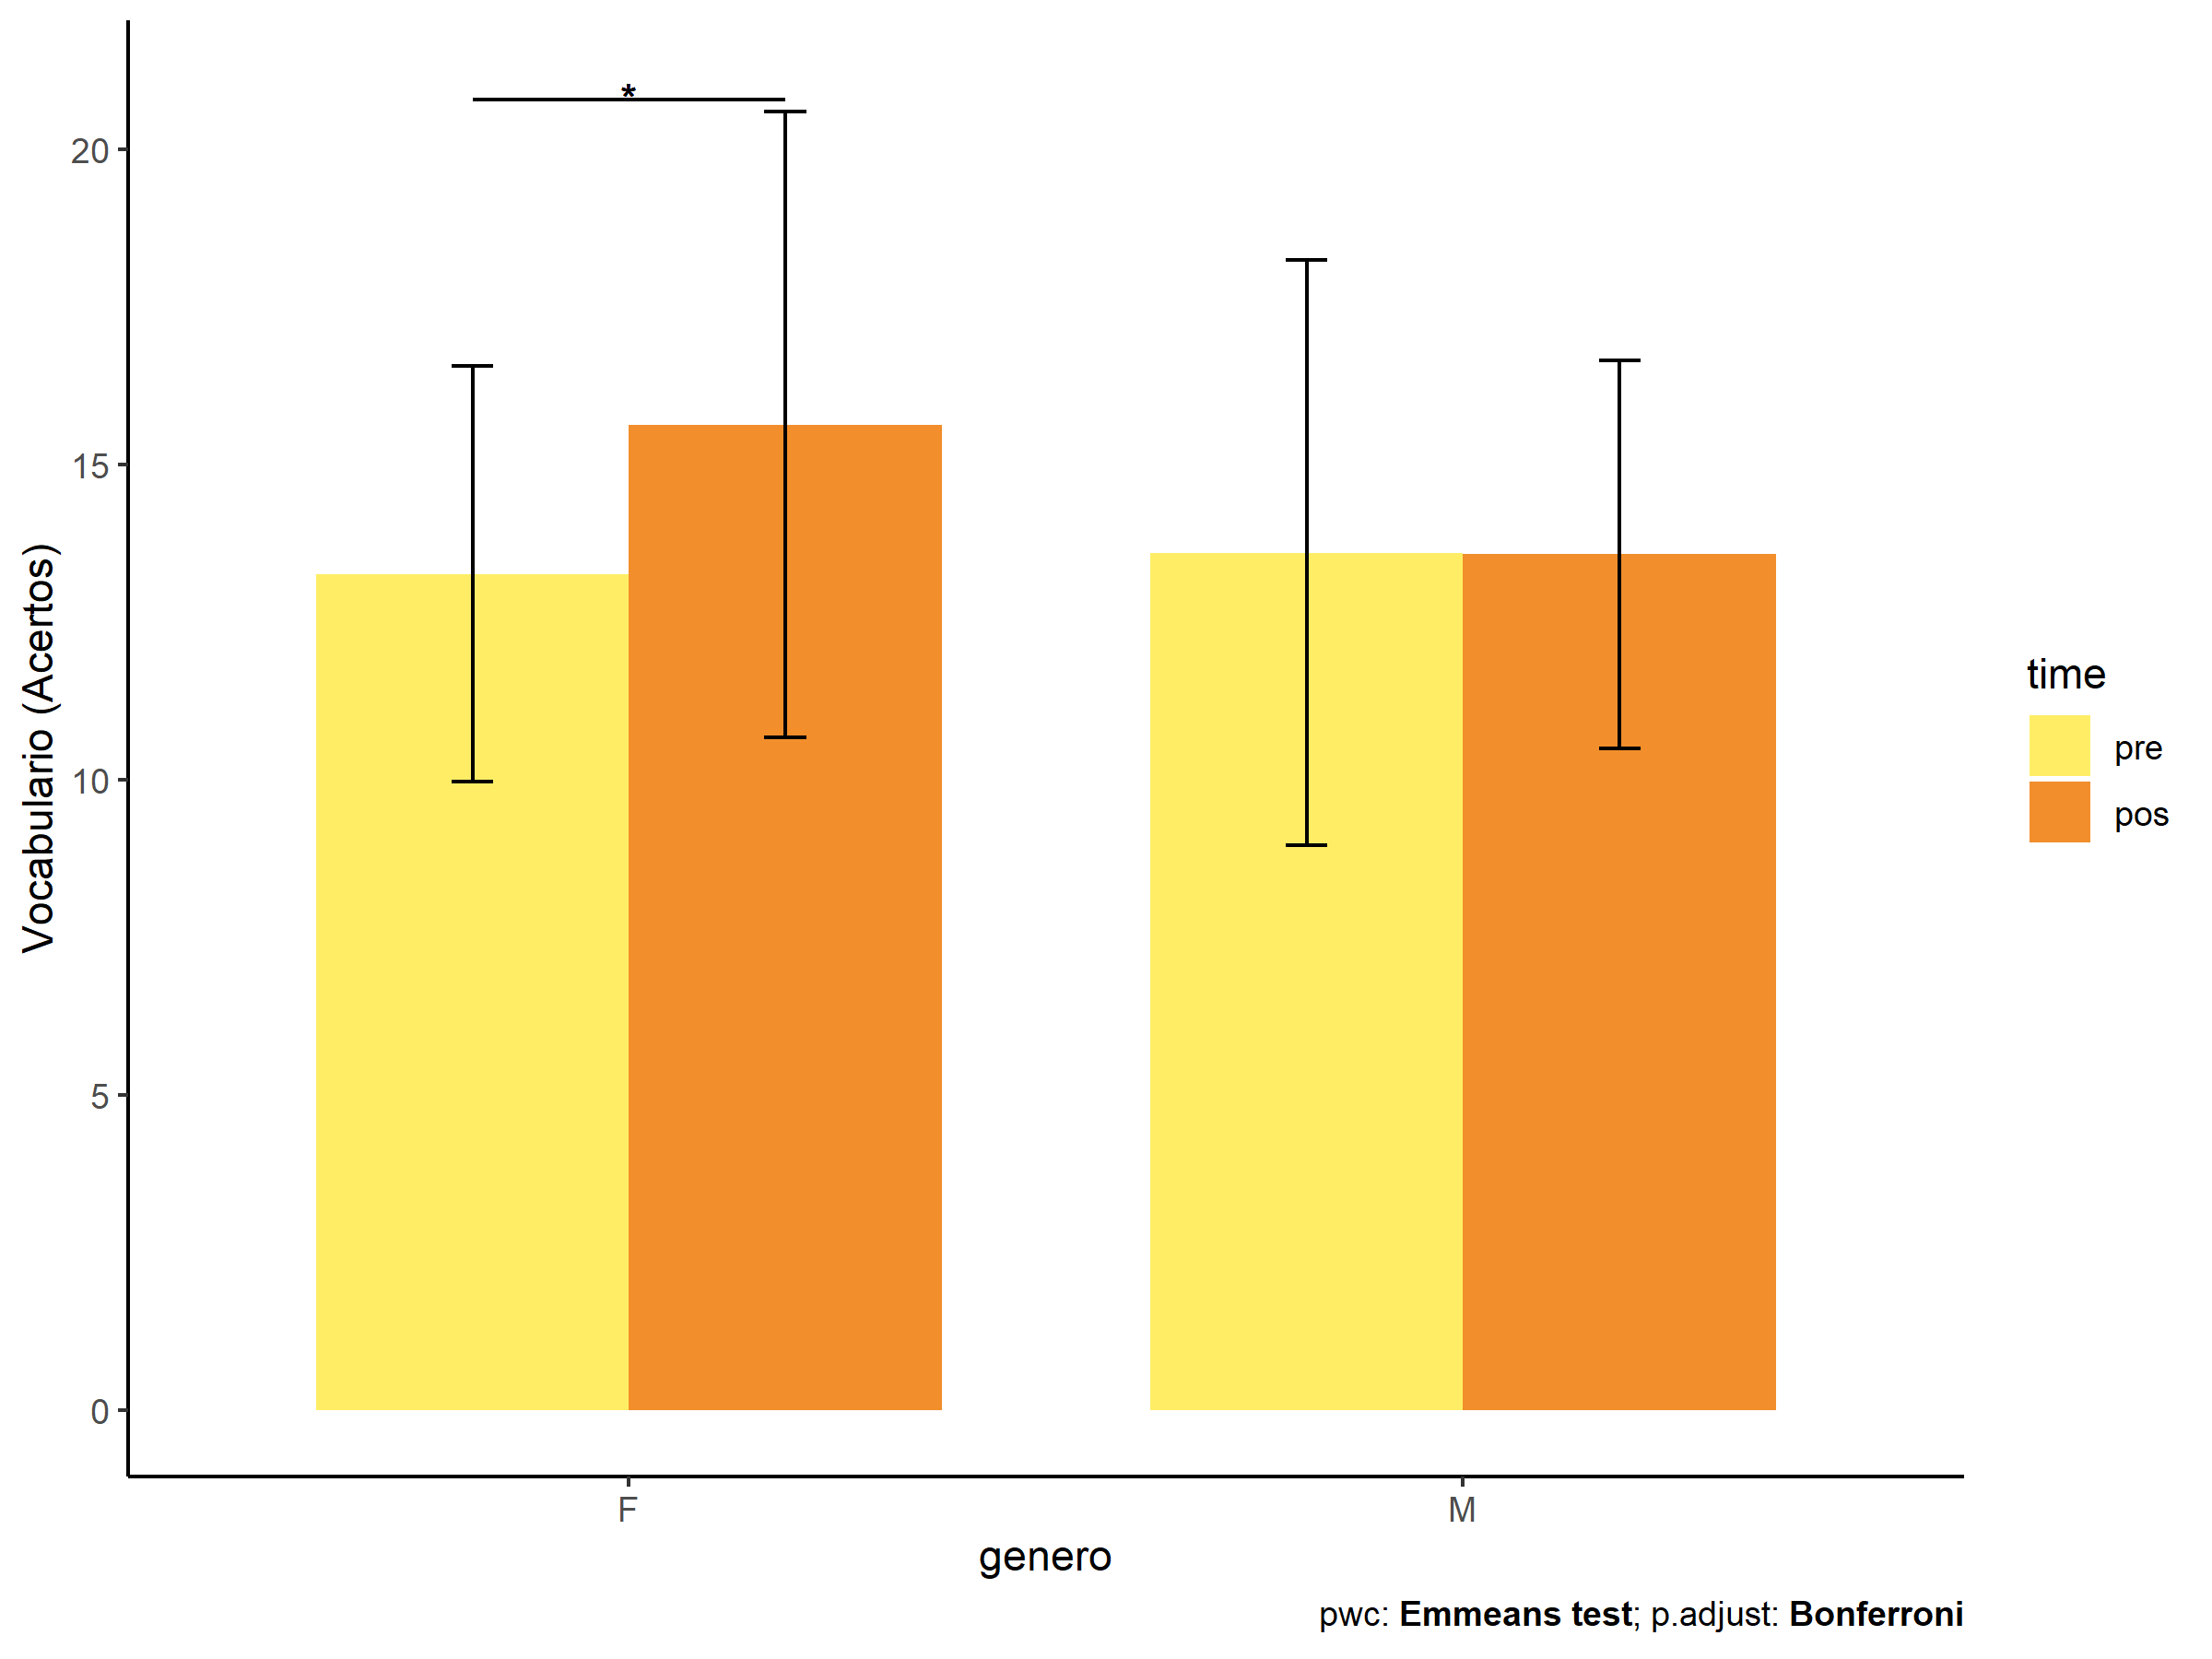 *
20
15
10
5
0
Vocabulario (Acertos)
F
M
genero
time
pre
pos
pwc: Emmeans test; p.adjust: Bonferroni